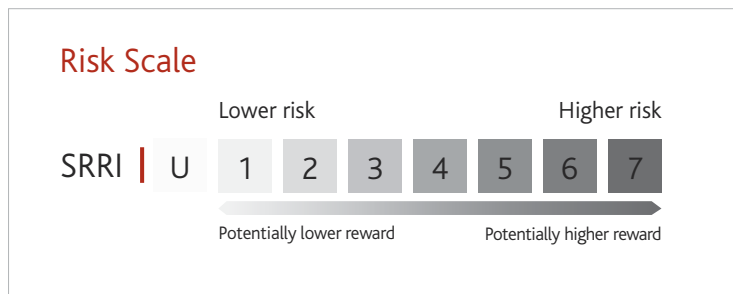 Risk Scale
Lower risk Higher risk
SRRI U 1 2 3 4 5 6 7
Potentially lower reward Potentially higher reward